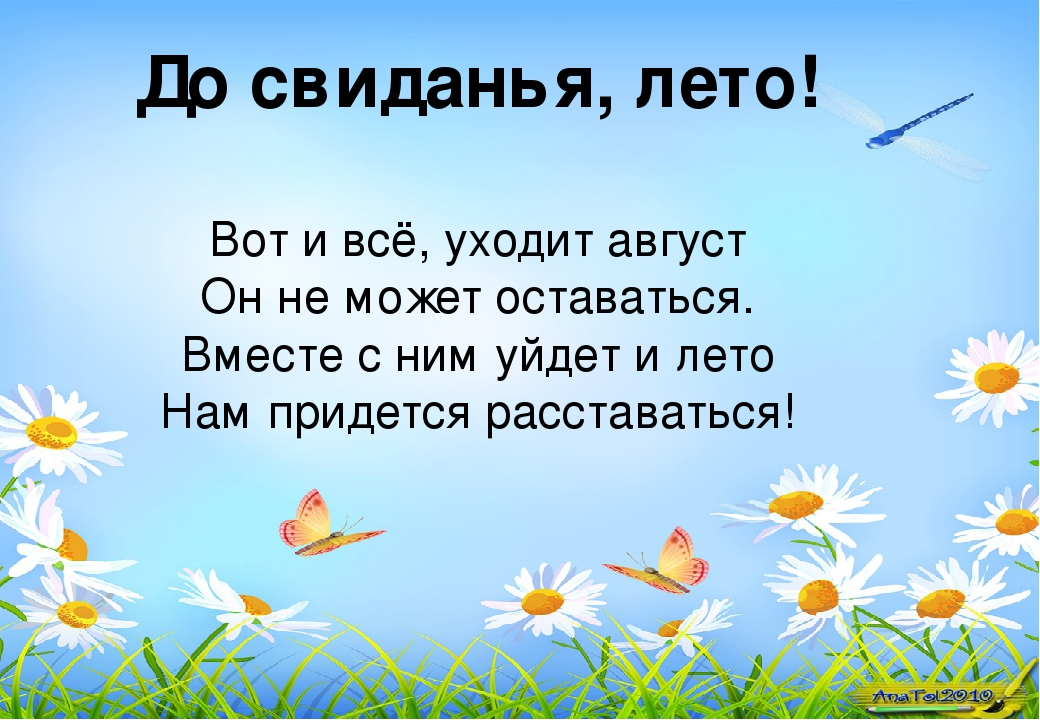 До свиданья, лето!
Вот и всё, уходит август
Он не может оставаться.
Вместе с ним уйдет и лето
Нам придется расставаться!
AnaTol2010